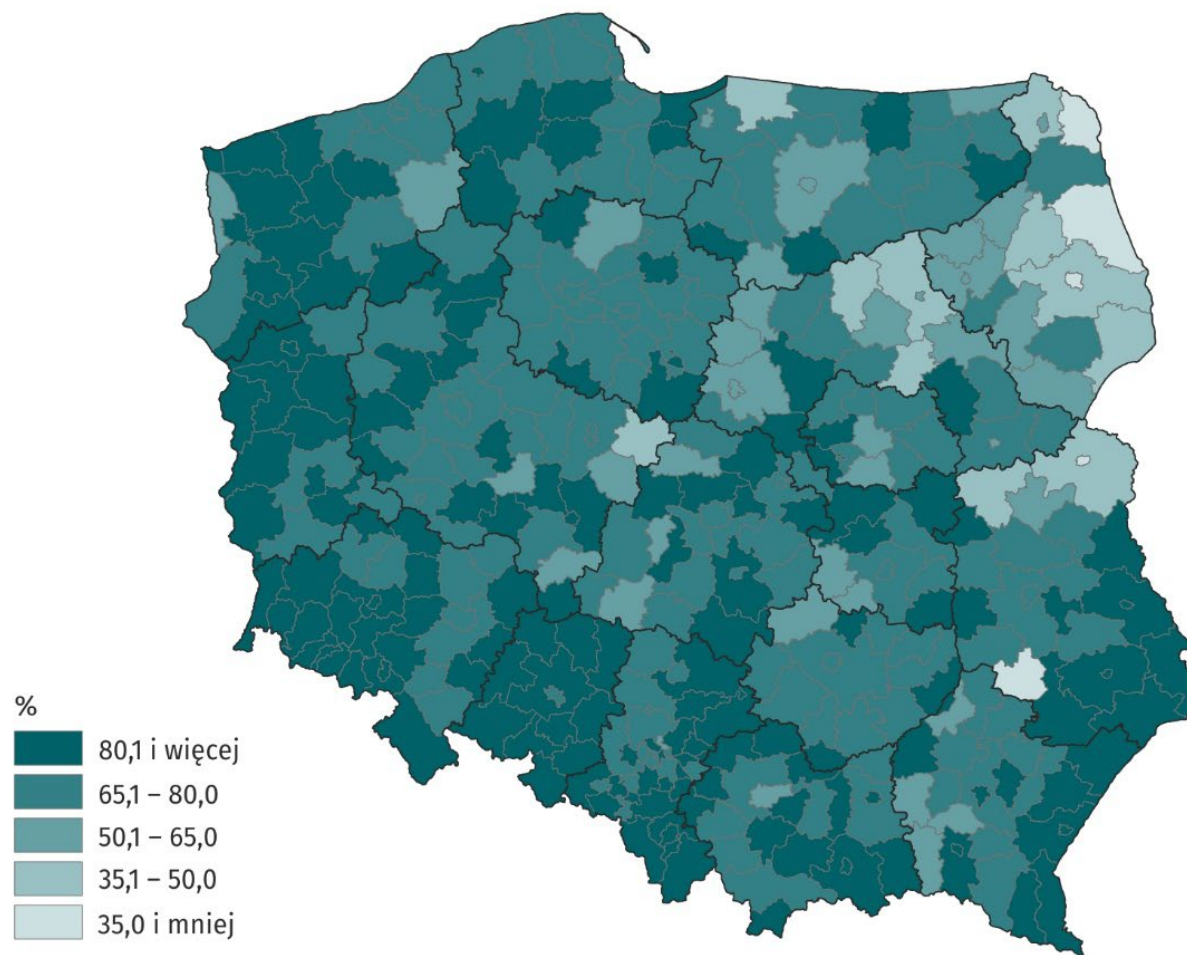 %
80,1 i więcej
65,1 – 80,0
50,1 – 65,0
35,1 – 50,0
35,0 i mniej